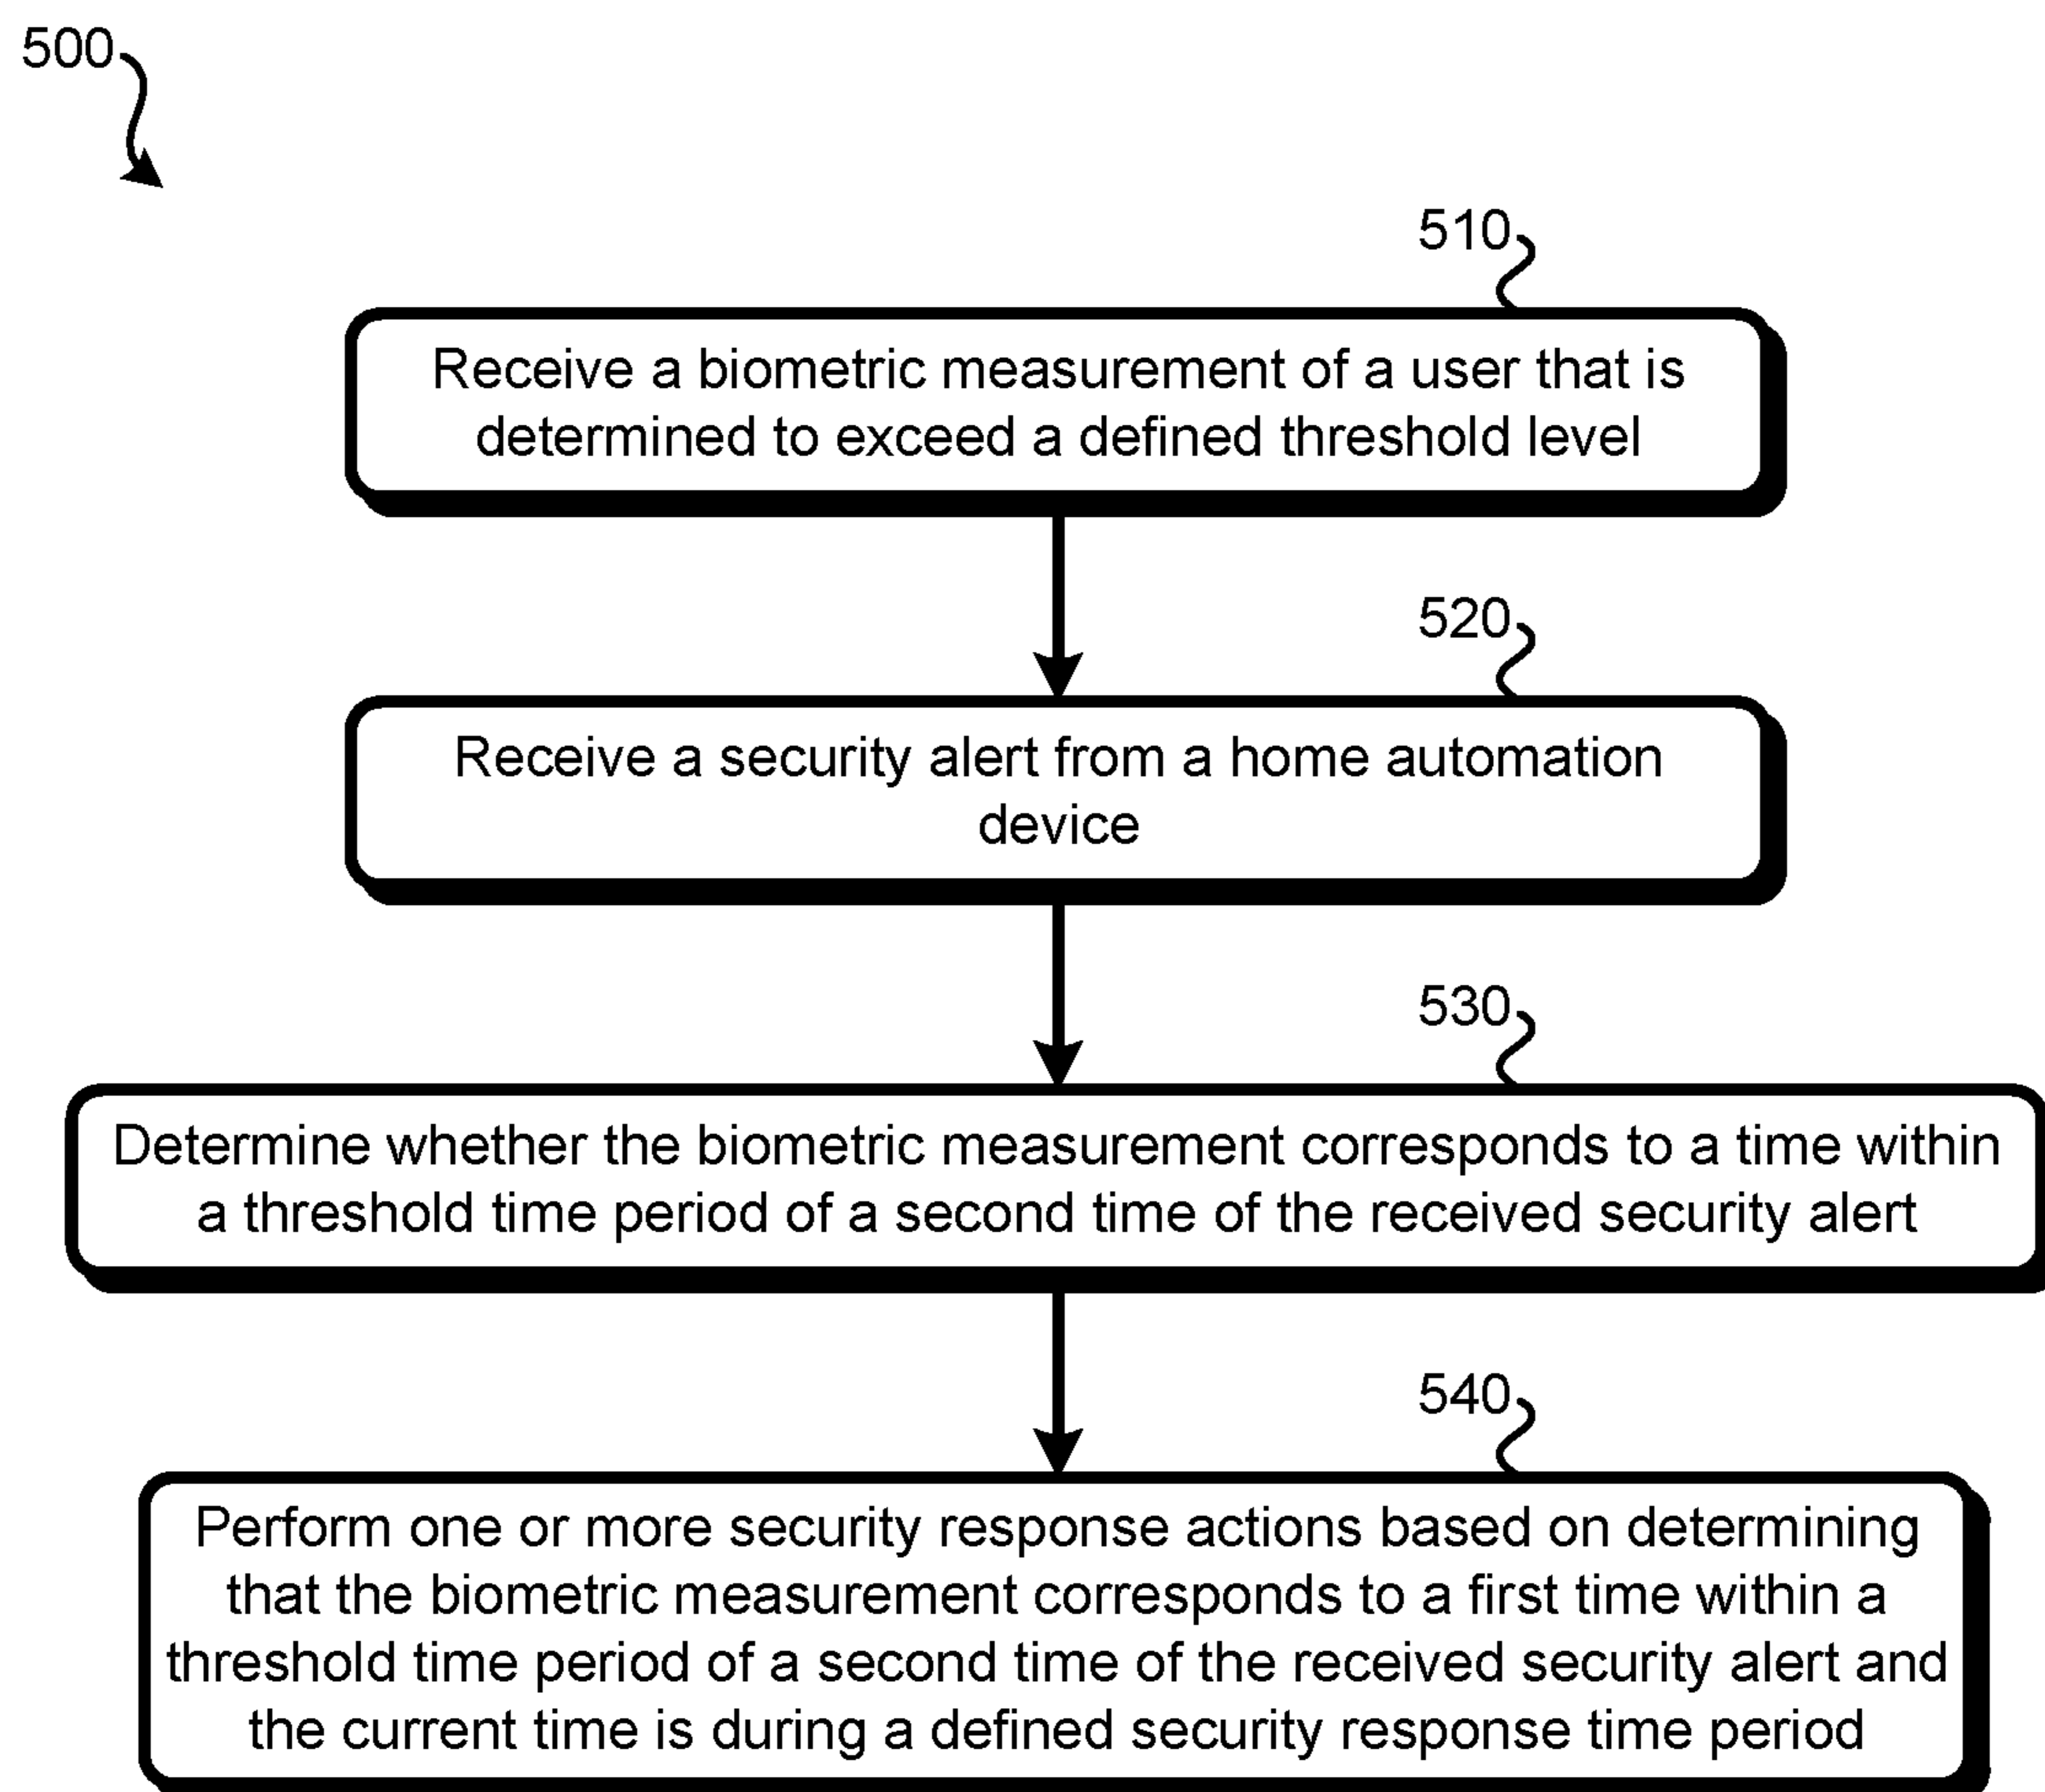 500
510
Receive a biometric measurement of a user that is
determined to exceed a defined threshold level
520
Receive a security alert from a home automation
device
530
Determine whether the biometric measurement corresponds to a time within
a threshold time period of a second time of the received security alert
540
Perform one or more security response actions based on determining
that the biometric measurement corresponds to a first time within a
threshold time period of a second time of the received security alert and
the current time is during a defined security response time period